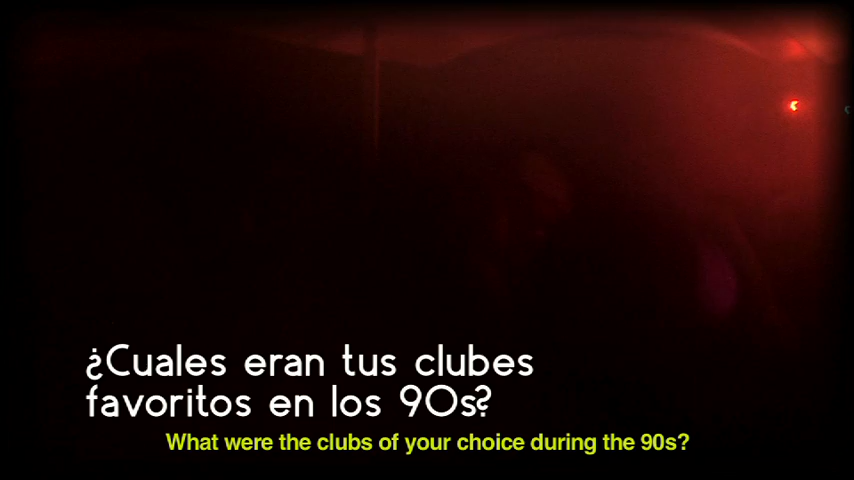 ¿Cuales eran tus clubes
favoritos en los 90s?
What were the clubs of your choice during the 90s?